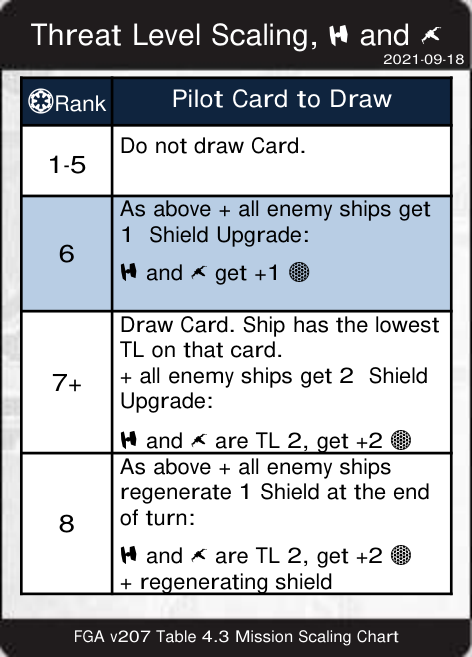 Threat Level Scaling, and
2021-09-18
Rank
Pilot Card to Draw
1-5
Do not draw Card.
6
As above + all enemy ships get
1 Shield Upgrade:
and get +1
7+
Draw Card. Ship has the lowest
TL on that card.
+ all enemy ships get 2 Shield
Upgrade:
and are TL 2, get +2
8
As above + all enemy ships
regenerate 1 Shield at the end
of turn:
and are TL 2, get +2
+ regenerating shield
FGA v207 Table 4.3 Mission Scaling Chart